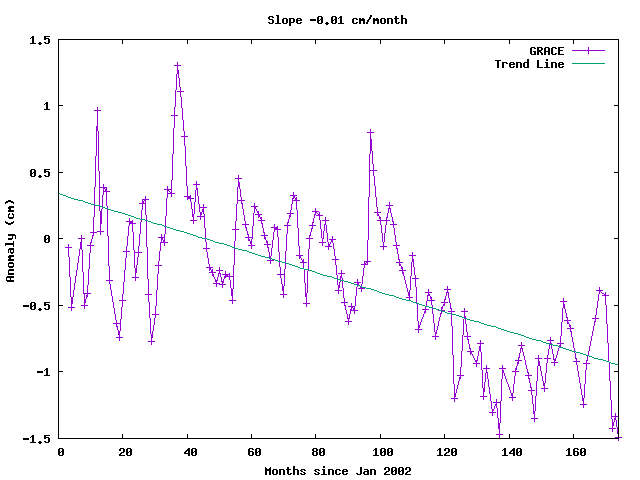 Slope -0.01 cm/month
GRACE
Trend Line
1.5
1
0.5
0
-0.5
-1
-1.5
Anomaly (cm)
0 20 40 60 80 100 120 140 160
Months since Jan 2002